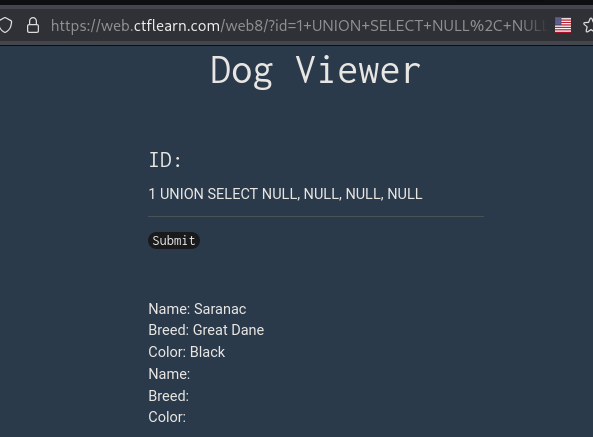 https://web.ctflearn.com/web8/?id=1+UNION+SELECT+NULL%2C+NULL
Dog Viewer
ID:
1 UNION SELECT NULL, NULL, NULL, NULL
Submit
Name: Saranac
Breed: Great Dane
Color: Black
Name:
Breed:
Color: